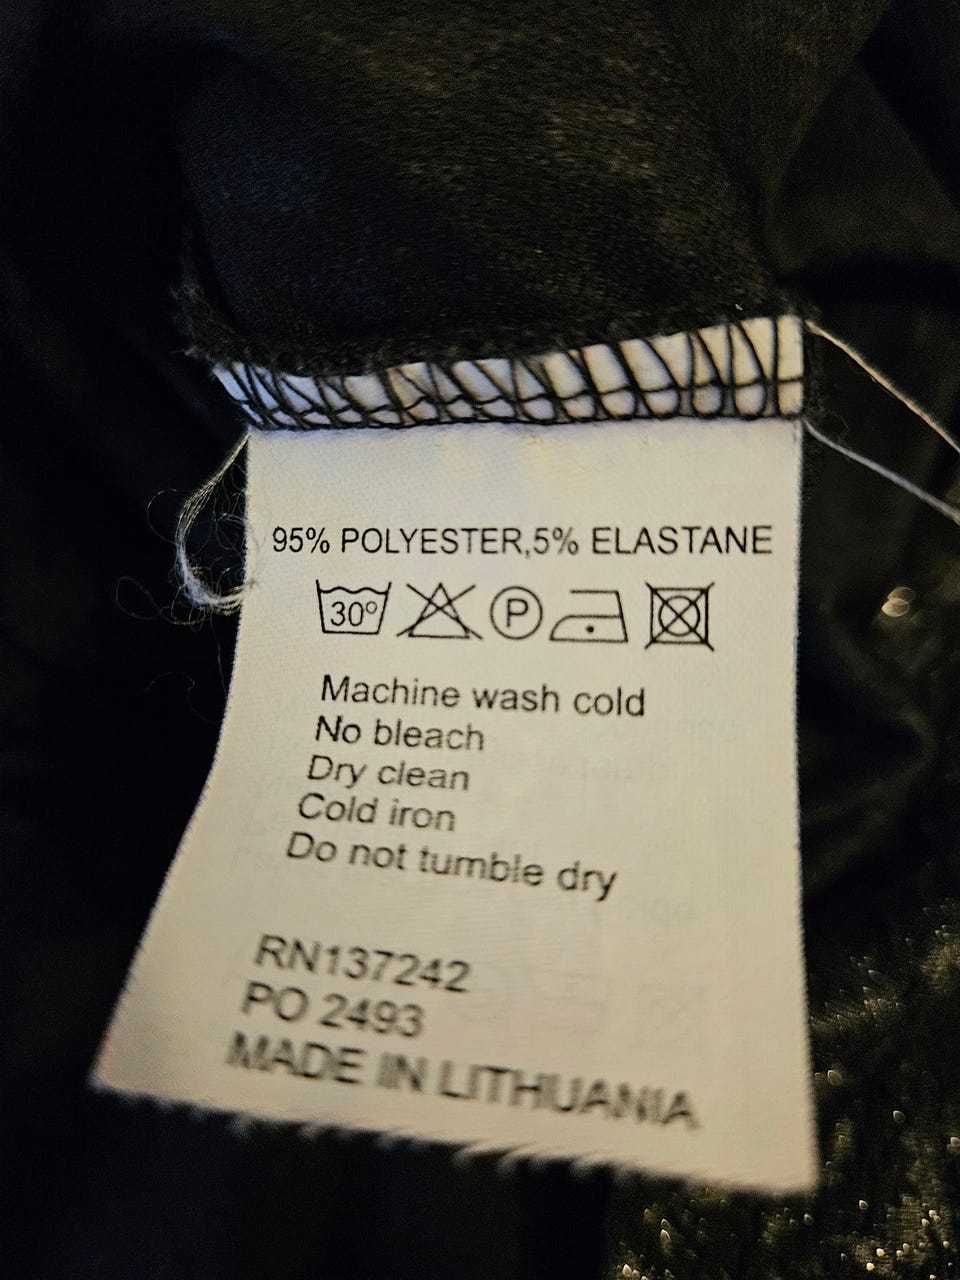 95% POLYESTER,5% ELASTANE
30° P
Machine wash cold
No bleach
Dry clean
Cold iron
Do not tumble dry
RN137242
PO 2493
MADE IN LITHUANIA